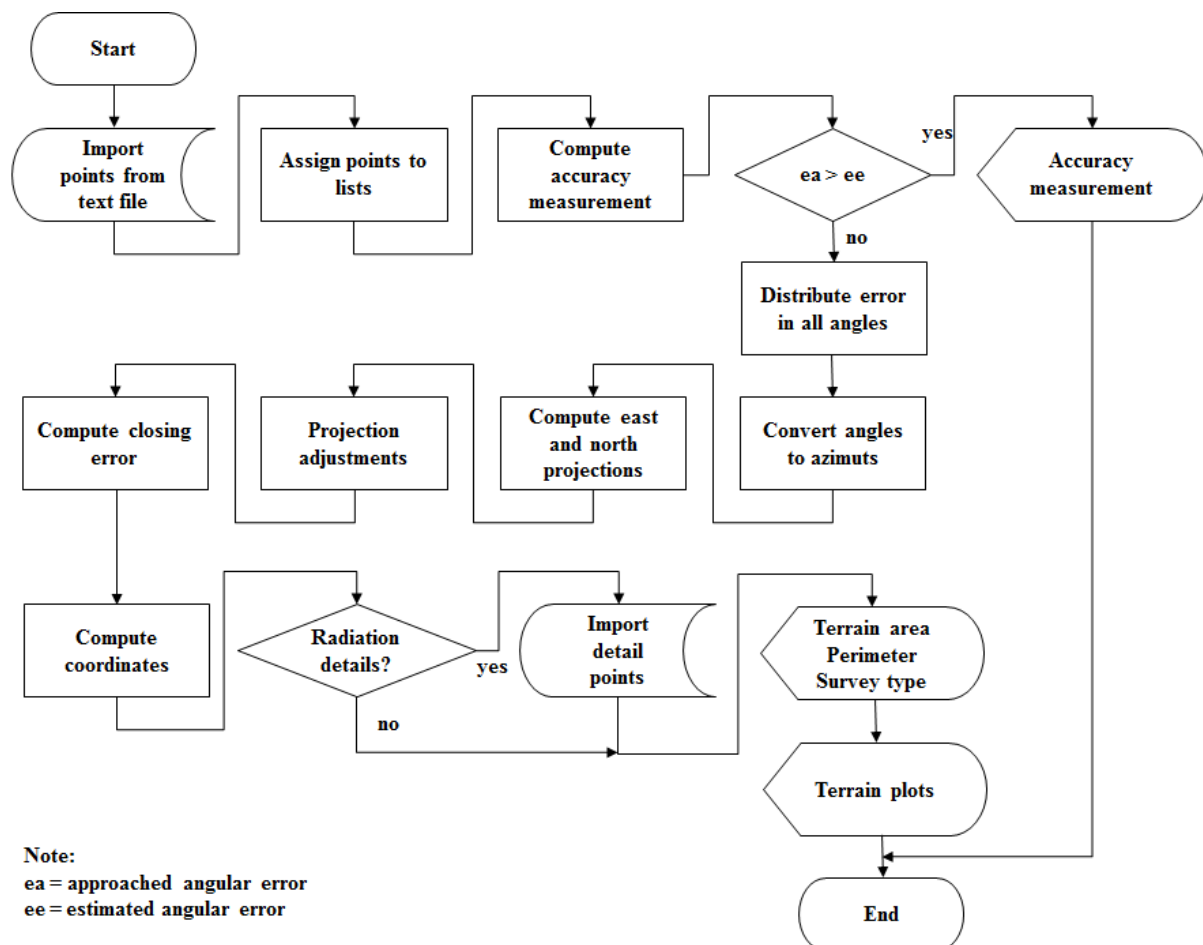 Start
Import
points from
text file
Assign points to
lists
Compute
accuracy
measurement
ea > ee
yes
Accuracy
measurement
no
Distribute error
in all angles
Convert angles
to azimuts
Compute east
and north
projections
Projection
adjustments
Compute closing
error
Compute
coordinates
Radiation
details?
yes
no
Import
detail
points
Terrain area
Perimeter
Survey type
Terrain plots
End
Note:
ea = approached angular error
ee = estimated angular error